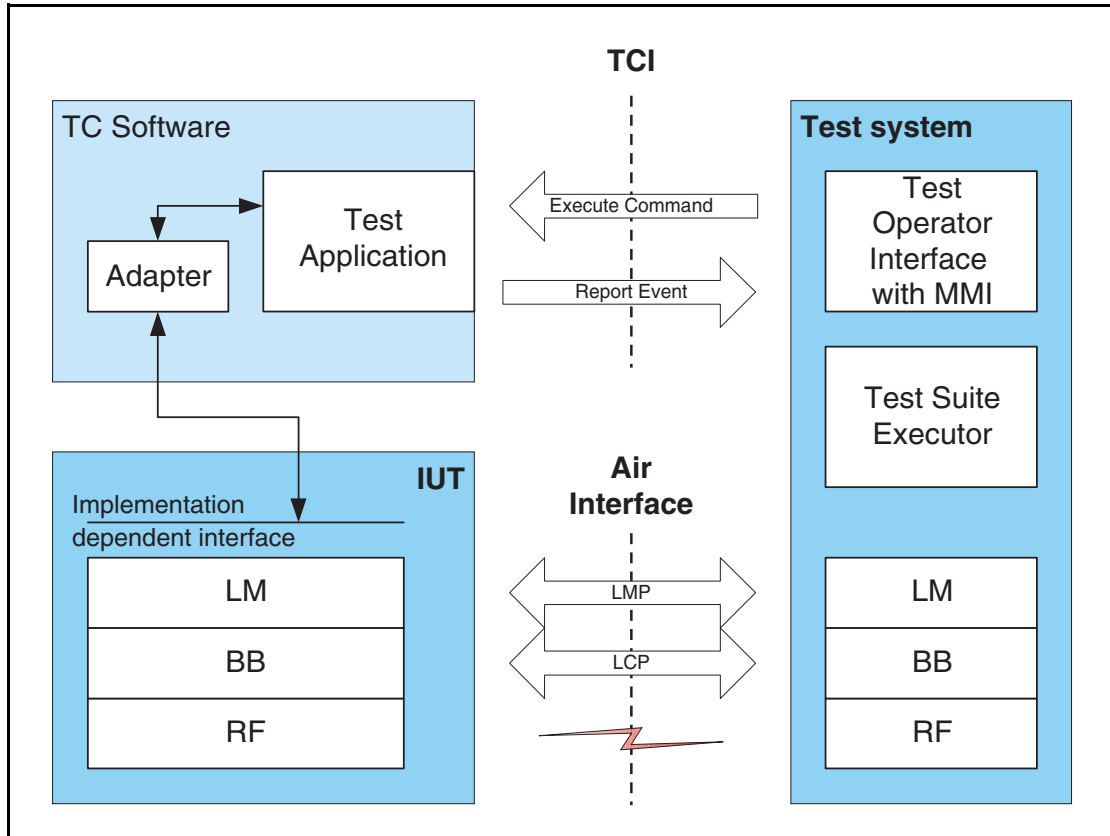 TCI
TC Software
Test
Application
Adapter
Execute Command
Report Event
Test system
Test
Operator
Interface
with MMI
Test Suite
Executor
IUT
Implementation
dependent interface
LM
BB
RF
Air
Interface
LMP
LCP
LM
BB
RF